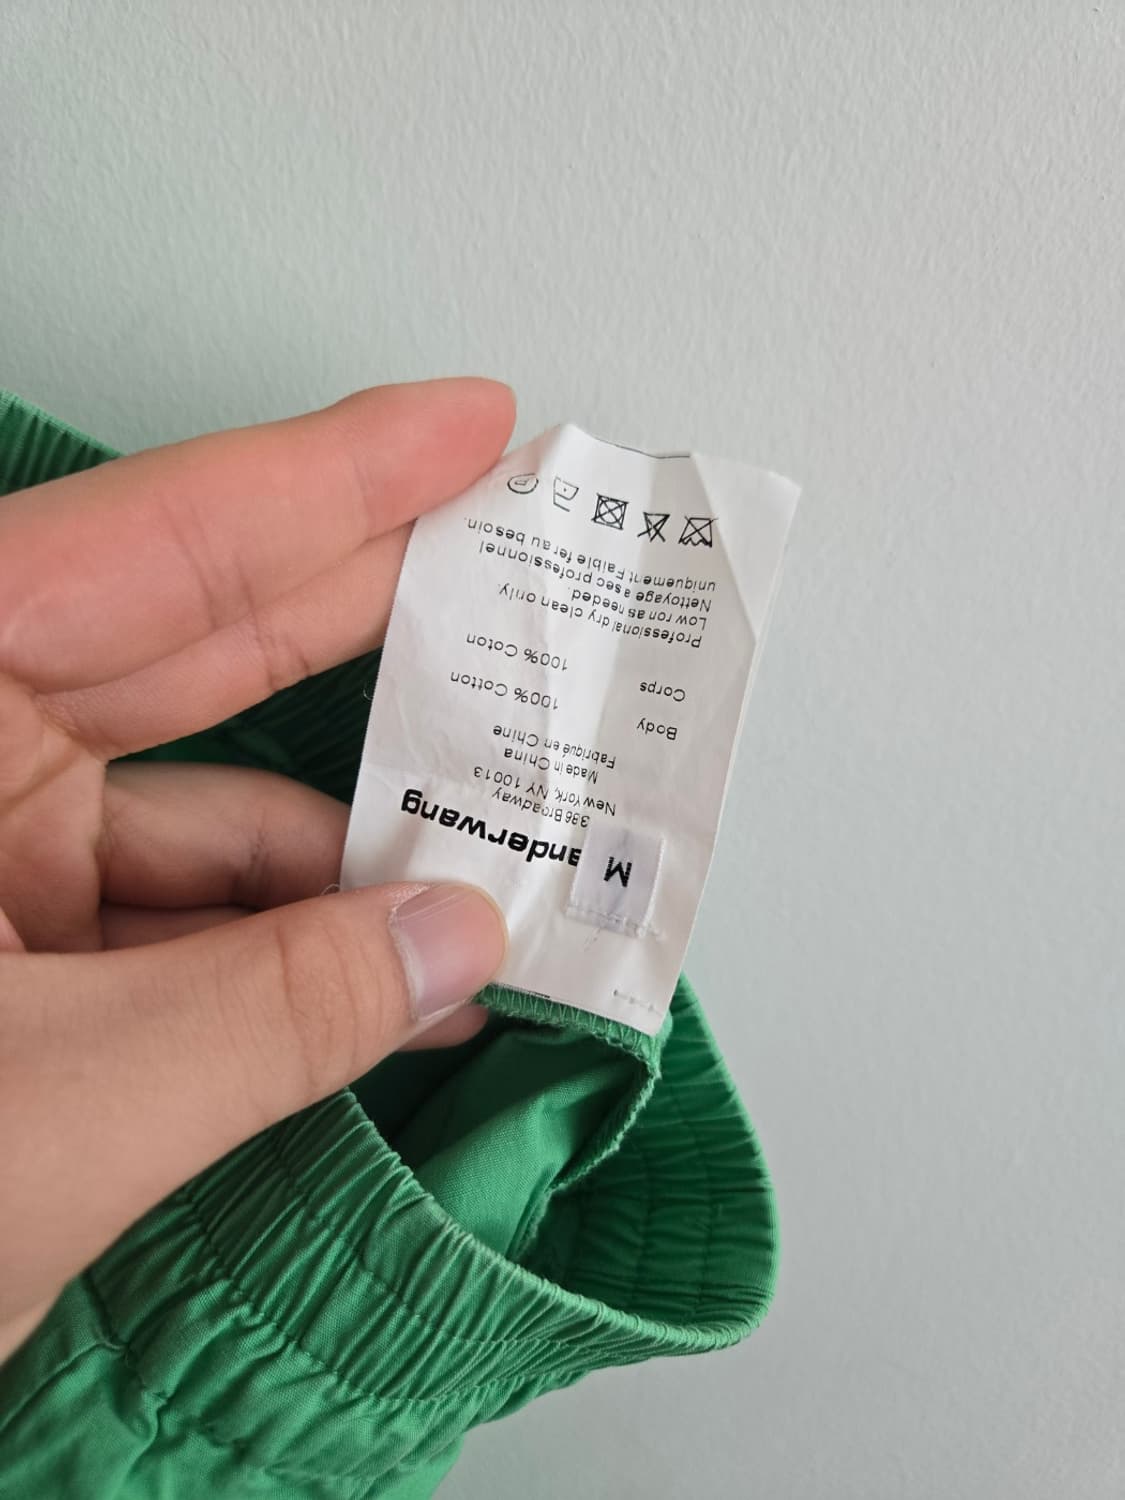 M
anderwang
386 Broadway
New York, NY 10013
Made in China
Fabriqué en Chine
Body 100% Cotton
Corps 100% Coton
Professional dry clean only.
Low iron as needed.
Nettoyage a sec professionnel
uniquement. Faible fer au besoin.
P